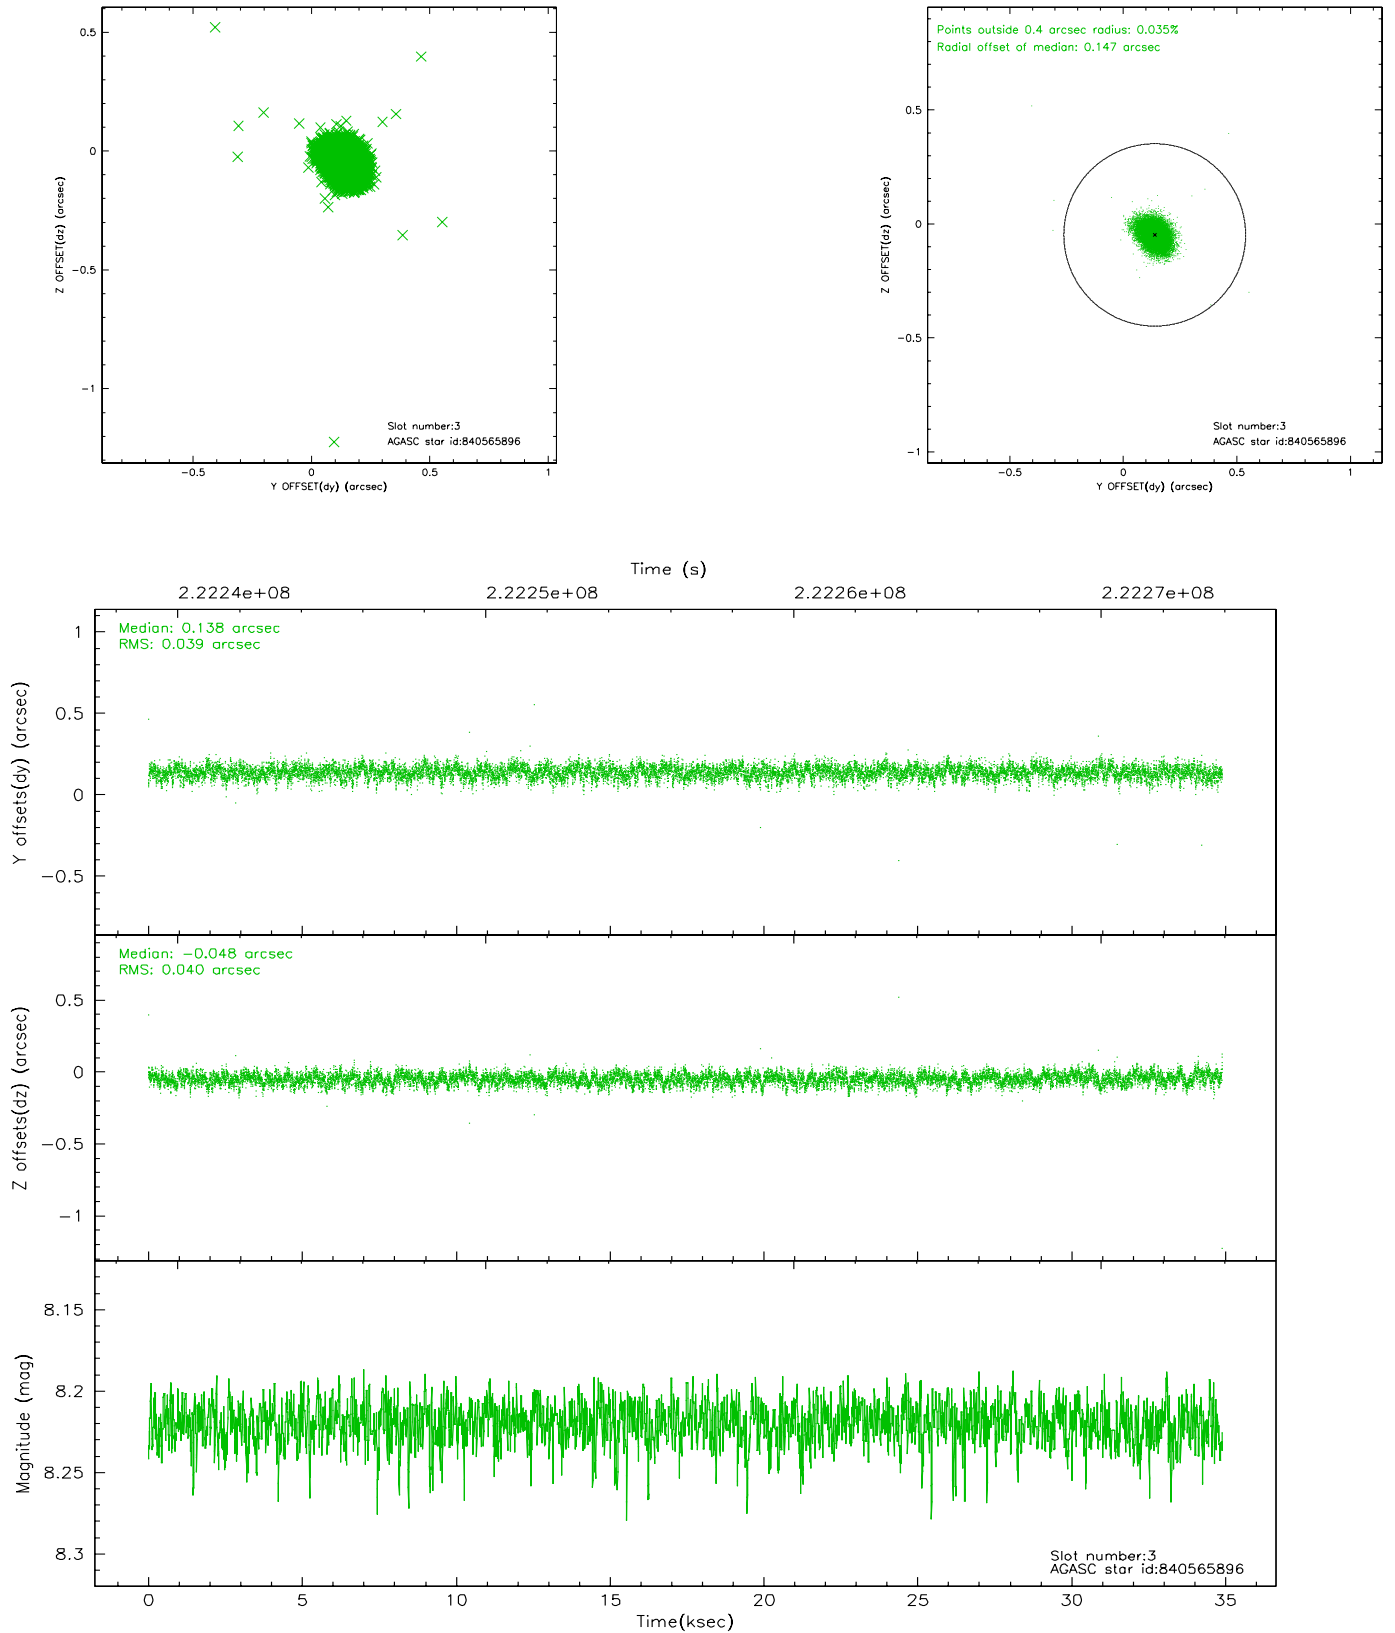 0.5
0
−0.5
−1
Z OFFSET(dz) (arcsec)
Slot number:3
AGASC star id:840565896
−0.5
0
0.5
1
Y OFFSET(dy) (arcsec)
Points outside 0.4 arcsec radius: 0.035%
Radial offset of median: 0.147 arcsec
0.5
0
−0.5
−1
Z OFFSET(dz) (arcsec)
Slot number:3
AGASC star id:840565896
−0.5
0
0.5
1
Y OFFSET(dy) (arcsec)
Time (s)
2.2224e+08
2.2225e+08
2.2226e+08
2.2227e+08
Median: 0.138 arcsec
RMS: 0.039 arcsec
1
0.5
0
−0.5
Y offsets(dy) (arcsec)
Median: −0.048 arcsec
RMS: 0.040 arcsec
0.5
0
−0.5
−1
Z offsets(dz) (arcsec)
8.15
8.2
8.25
8.3
Magnitude (mag)
Slot number:3
AGASC star id:840565896
0
5
10
15
20
25
30
35
Time(ksec)